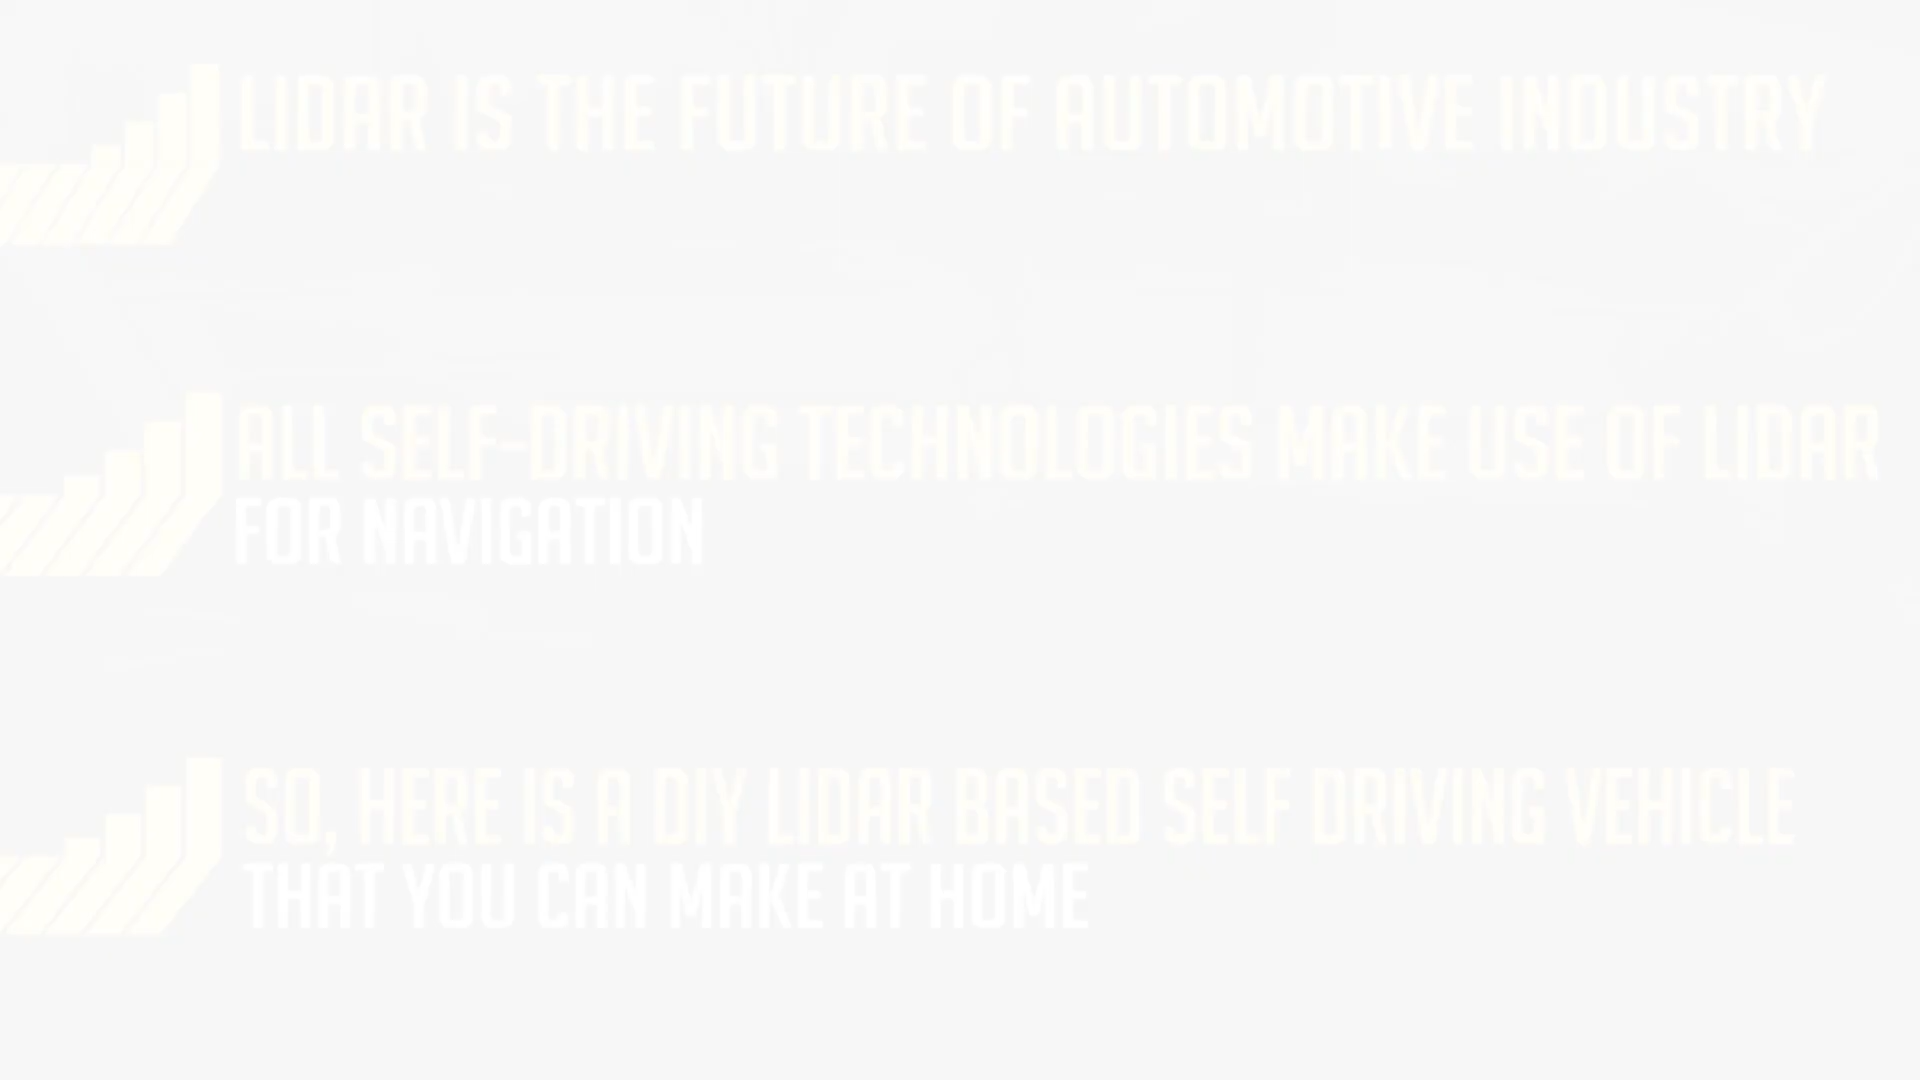 LIDAR IS THE FUTURE OF AUTOMOTIVE INDUSTRY
ALL SELF-DRIVING TECHNOLOGIES MAKE USE OF LIDAR
FOR NAVIGATION
SO, HERE IS A DIY LIDAR BASED SELF DRIVING VEHICLE
THAT YOU CAN MAKE AT HOME